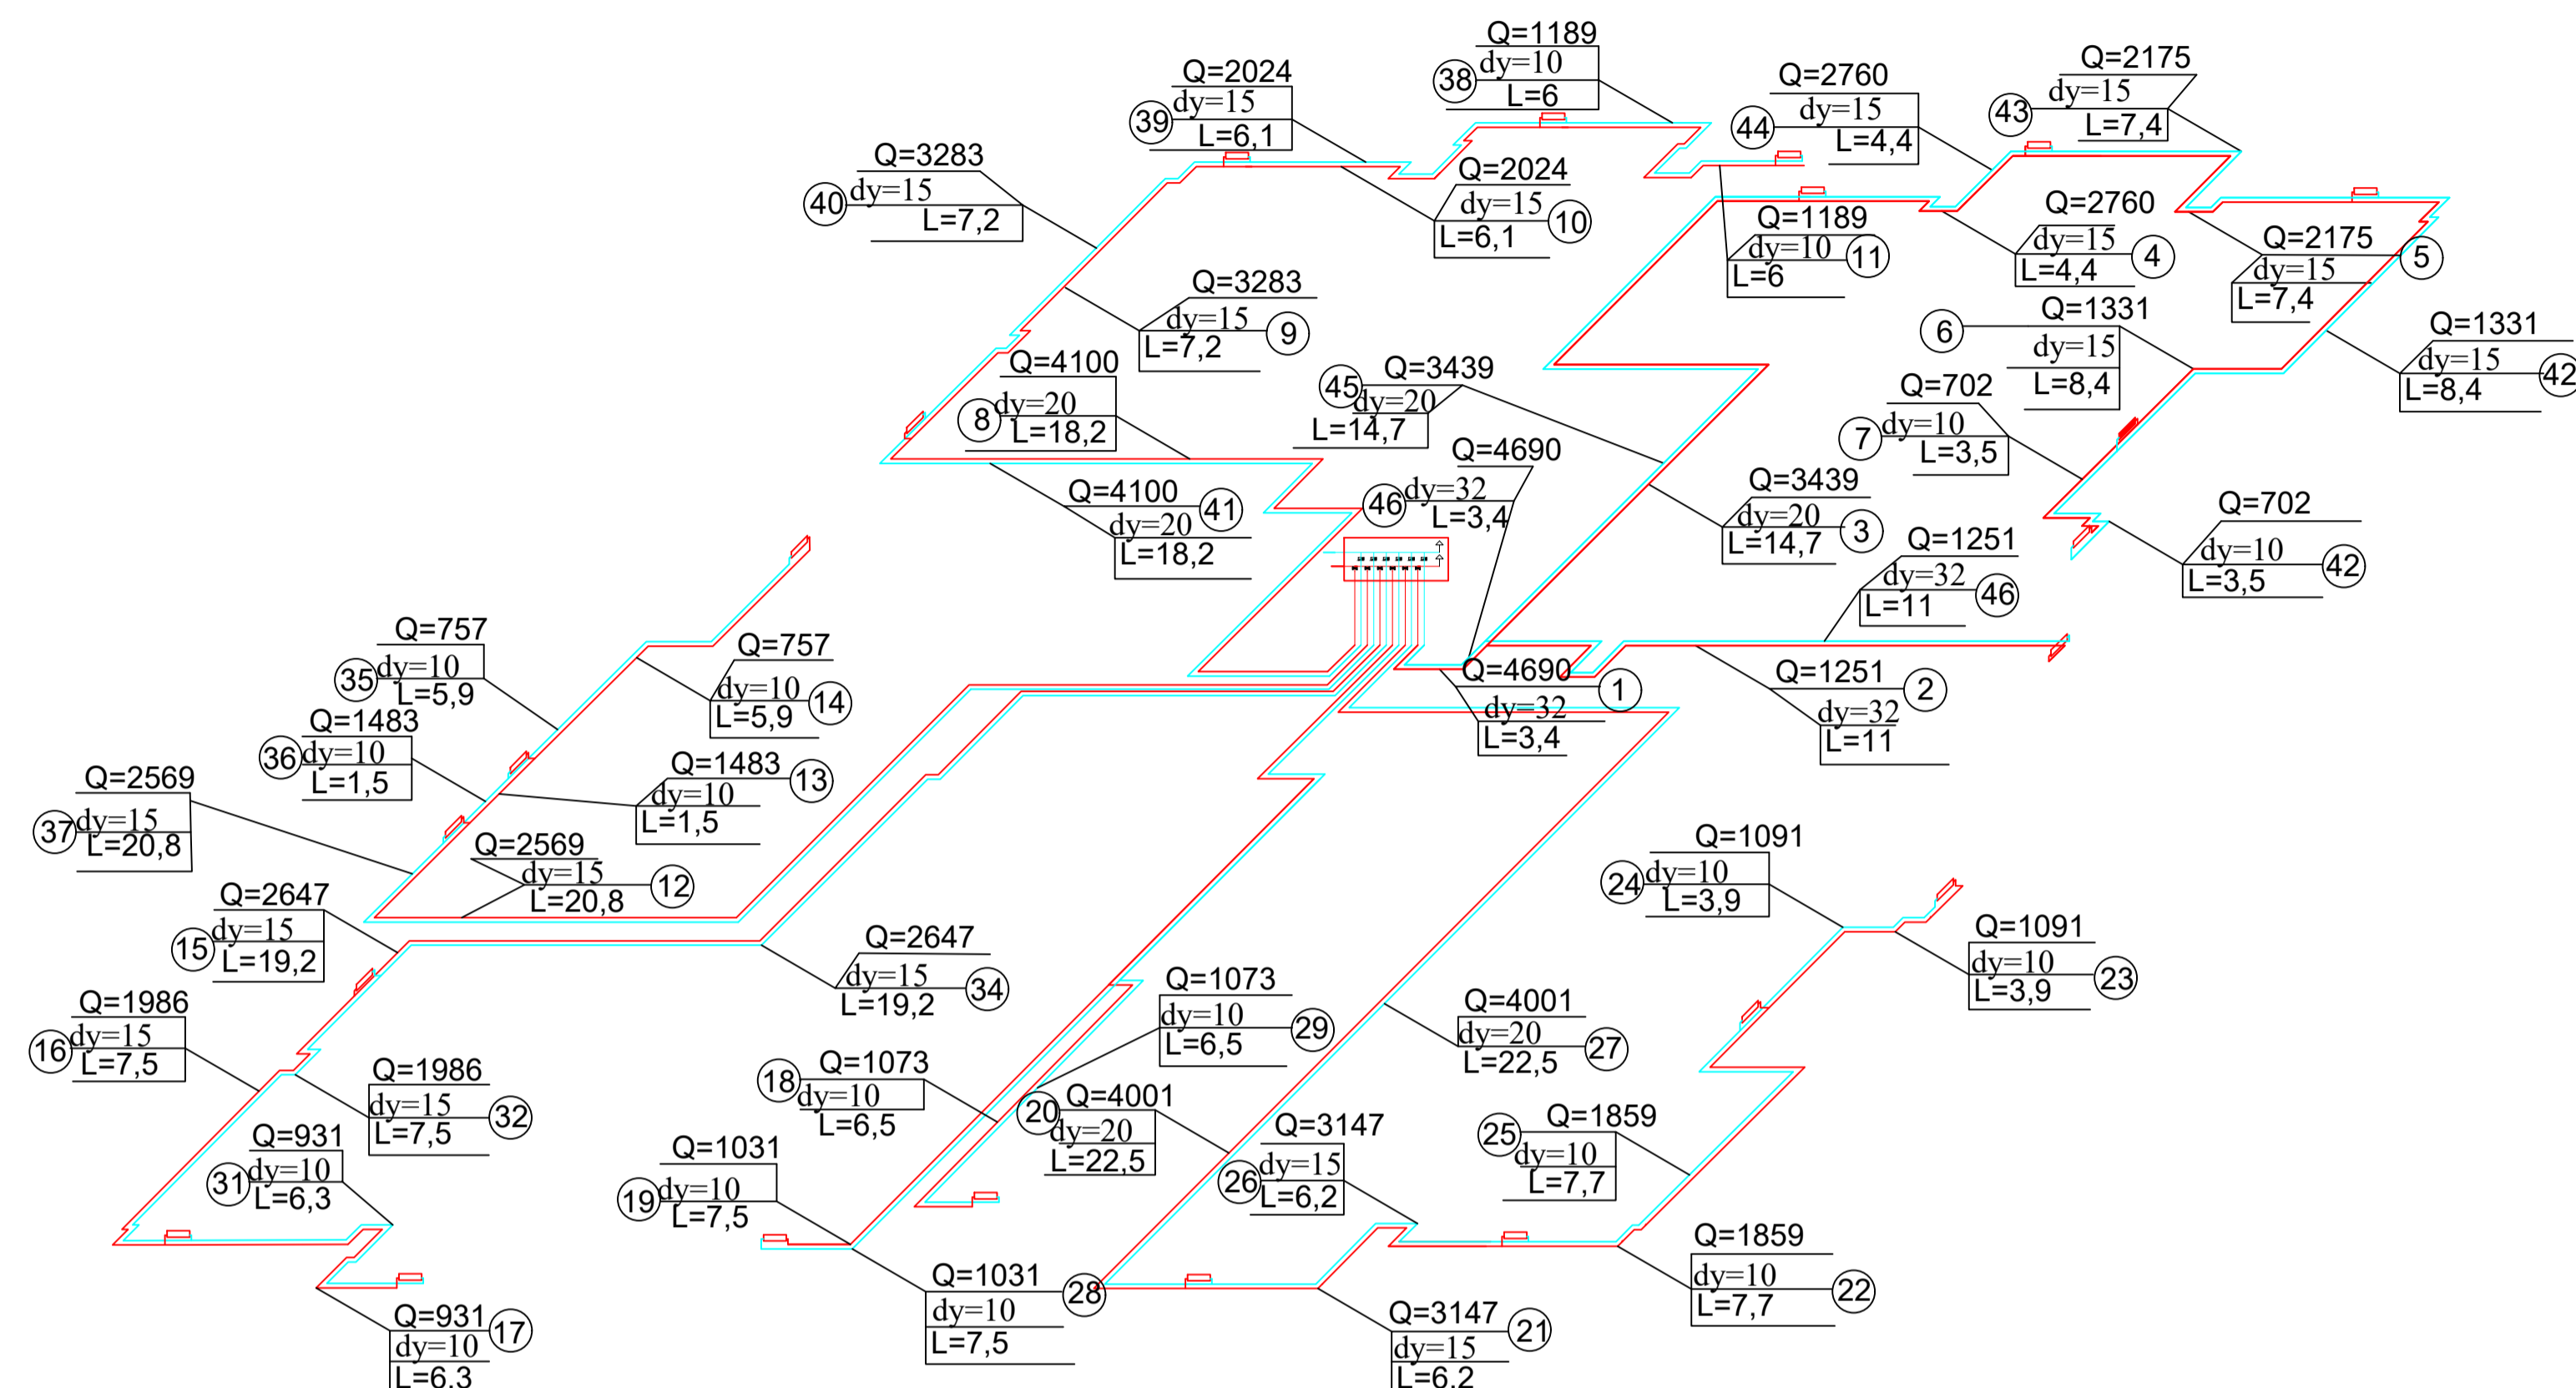 Q=1189
38
dy=10
L=6
Q=2024
39
dy=15
L=6,1
Q=2760
44
dy=15
L=4,4
Q=2175
43
dy=15
L=7,4
Q=3283
40
dy=15
L=7,2
Q=2024
dy=15
10
L=6,1
Q=1189
dy=10
11
L=6
Q=2760
dy=15
4
L=4,4
Q=2175
5
dy=15
L=7,4
Q=3283
dy=15
9
L=7,2
Q=1331
6
dy=15
L=8,4
Q=1331
dy=15
42
L=8,4
Q=4100
8
dy=20
L=18,2
Q=3439
45
dy=20
L=14,7
Q=702
7
dy=10
L=3,5
Q=4690
46
dy=32
L=3,4
Q=4100
41
dy=20
L=18,2
Q=3439
dy=20
3
L=14,7
Q=702
dy=10
42
L=3,5
Q=1251
dy=32
46
L=11
Q=757
35
dy=10
L=5,9
Q=757
dy=10
14
L=5,9
Q=4690
1
dy=32
L=3,4
Q=1251
2
dy=32
L=11
Q=1483
36
dy=10
L=1,5
Q=1483
13
dy=10
L=1,5
Q=2569
37
dy=15
L=20,8
Q=2569
dy=15
12
L=20,8
Q=1091
24
dy=10
L=3,9
Q=2647
15
dy=15
L=19,2
Q=2647
dy=15
34
L=19,2
Q=1091
dy=10
23
L=3,9
Q=1986
16
dy=15
L=7,5
Q=1073
dy=10
29
L=6,5
Q=4001
dy=20
27
L=22,5
Q=1986
dy=15
32
L=7,5
Q=1073
18
dy=10
L=6,5
Q=4001
20
dy=20
L=22,5
Q=3147
26
dy=15
L=6,2
Q=1859
25
dy=10
L=7,7
Q=931
31
dy=10
L=6,3
Q=1031
19
dy=10
L=7,5
Q=1859
dy=10
22
L=7,7
Q=1031
28
dy=10
L=7,5
Q=931
17
dy=10
L=6,3
Q=3147
21
dy=15
L=6,2